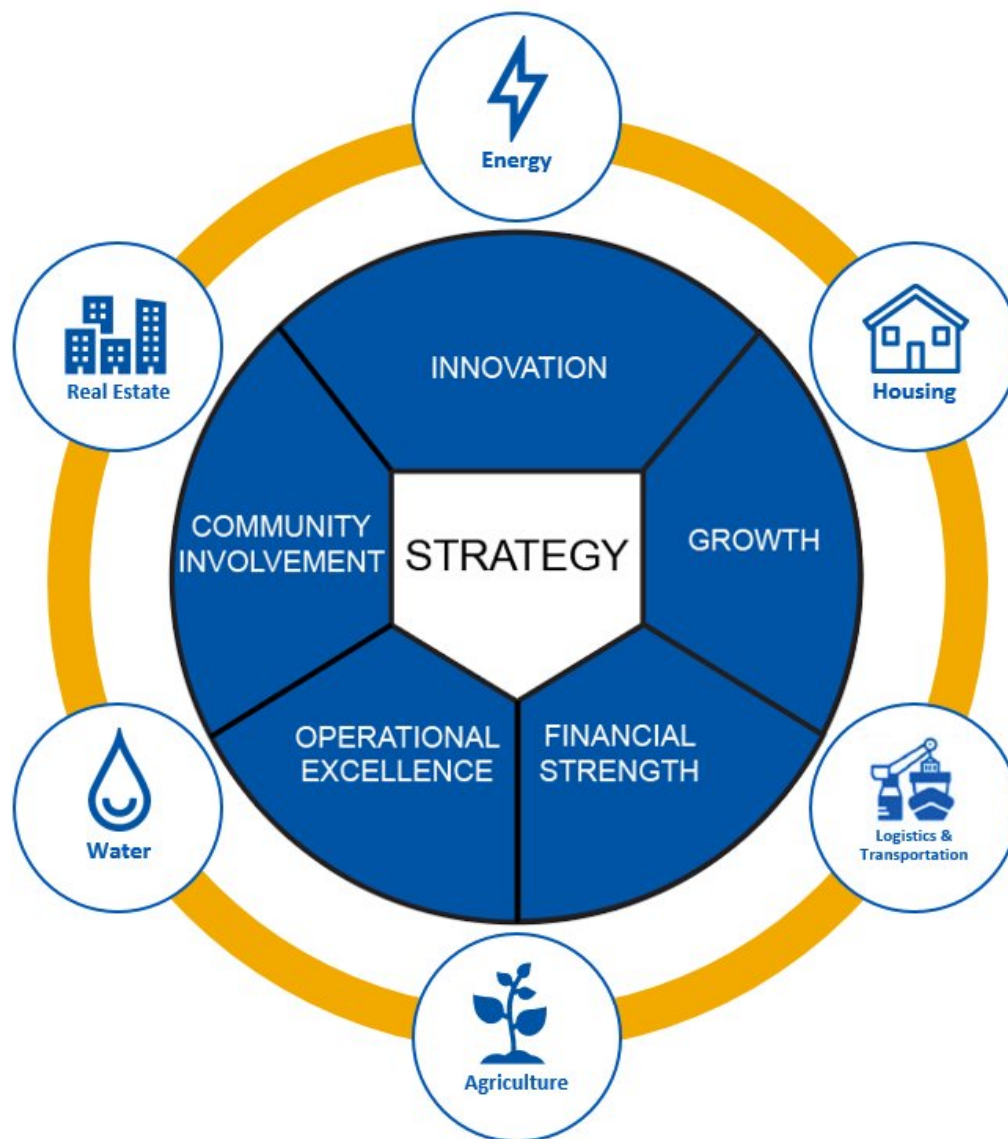 Energy
Real Estate
Housing
INNOVATION
COMMUNITY
INVOLVEMENT
STRATEGY
GROWTH
OPERATIONAL
EXCELLENCE
FINANCIAL
STRENGTH
Water
Logistics &
Transportation
Agriculture